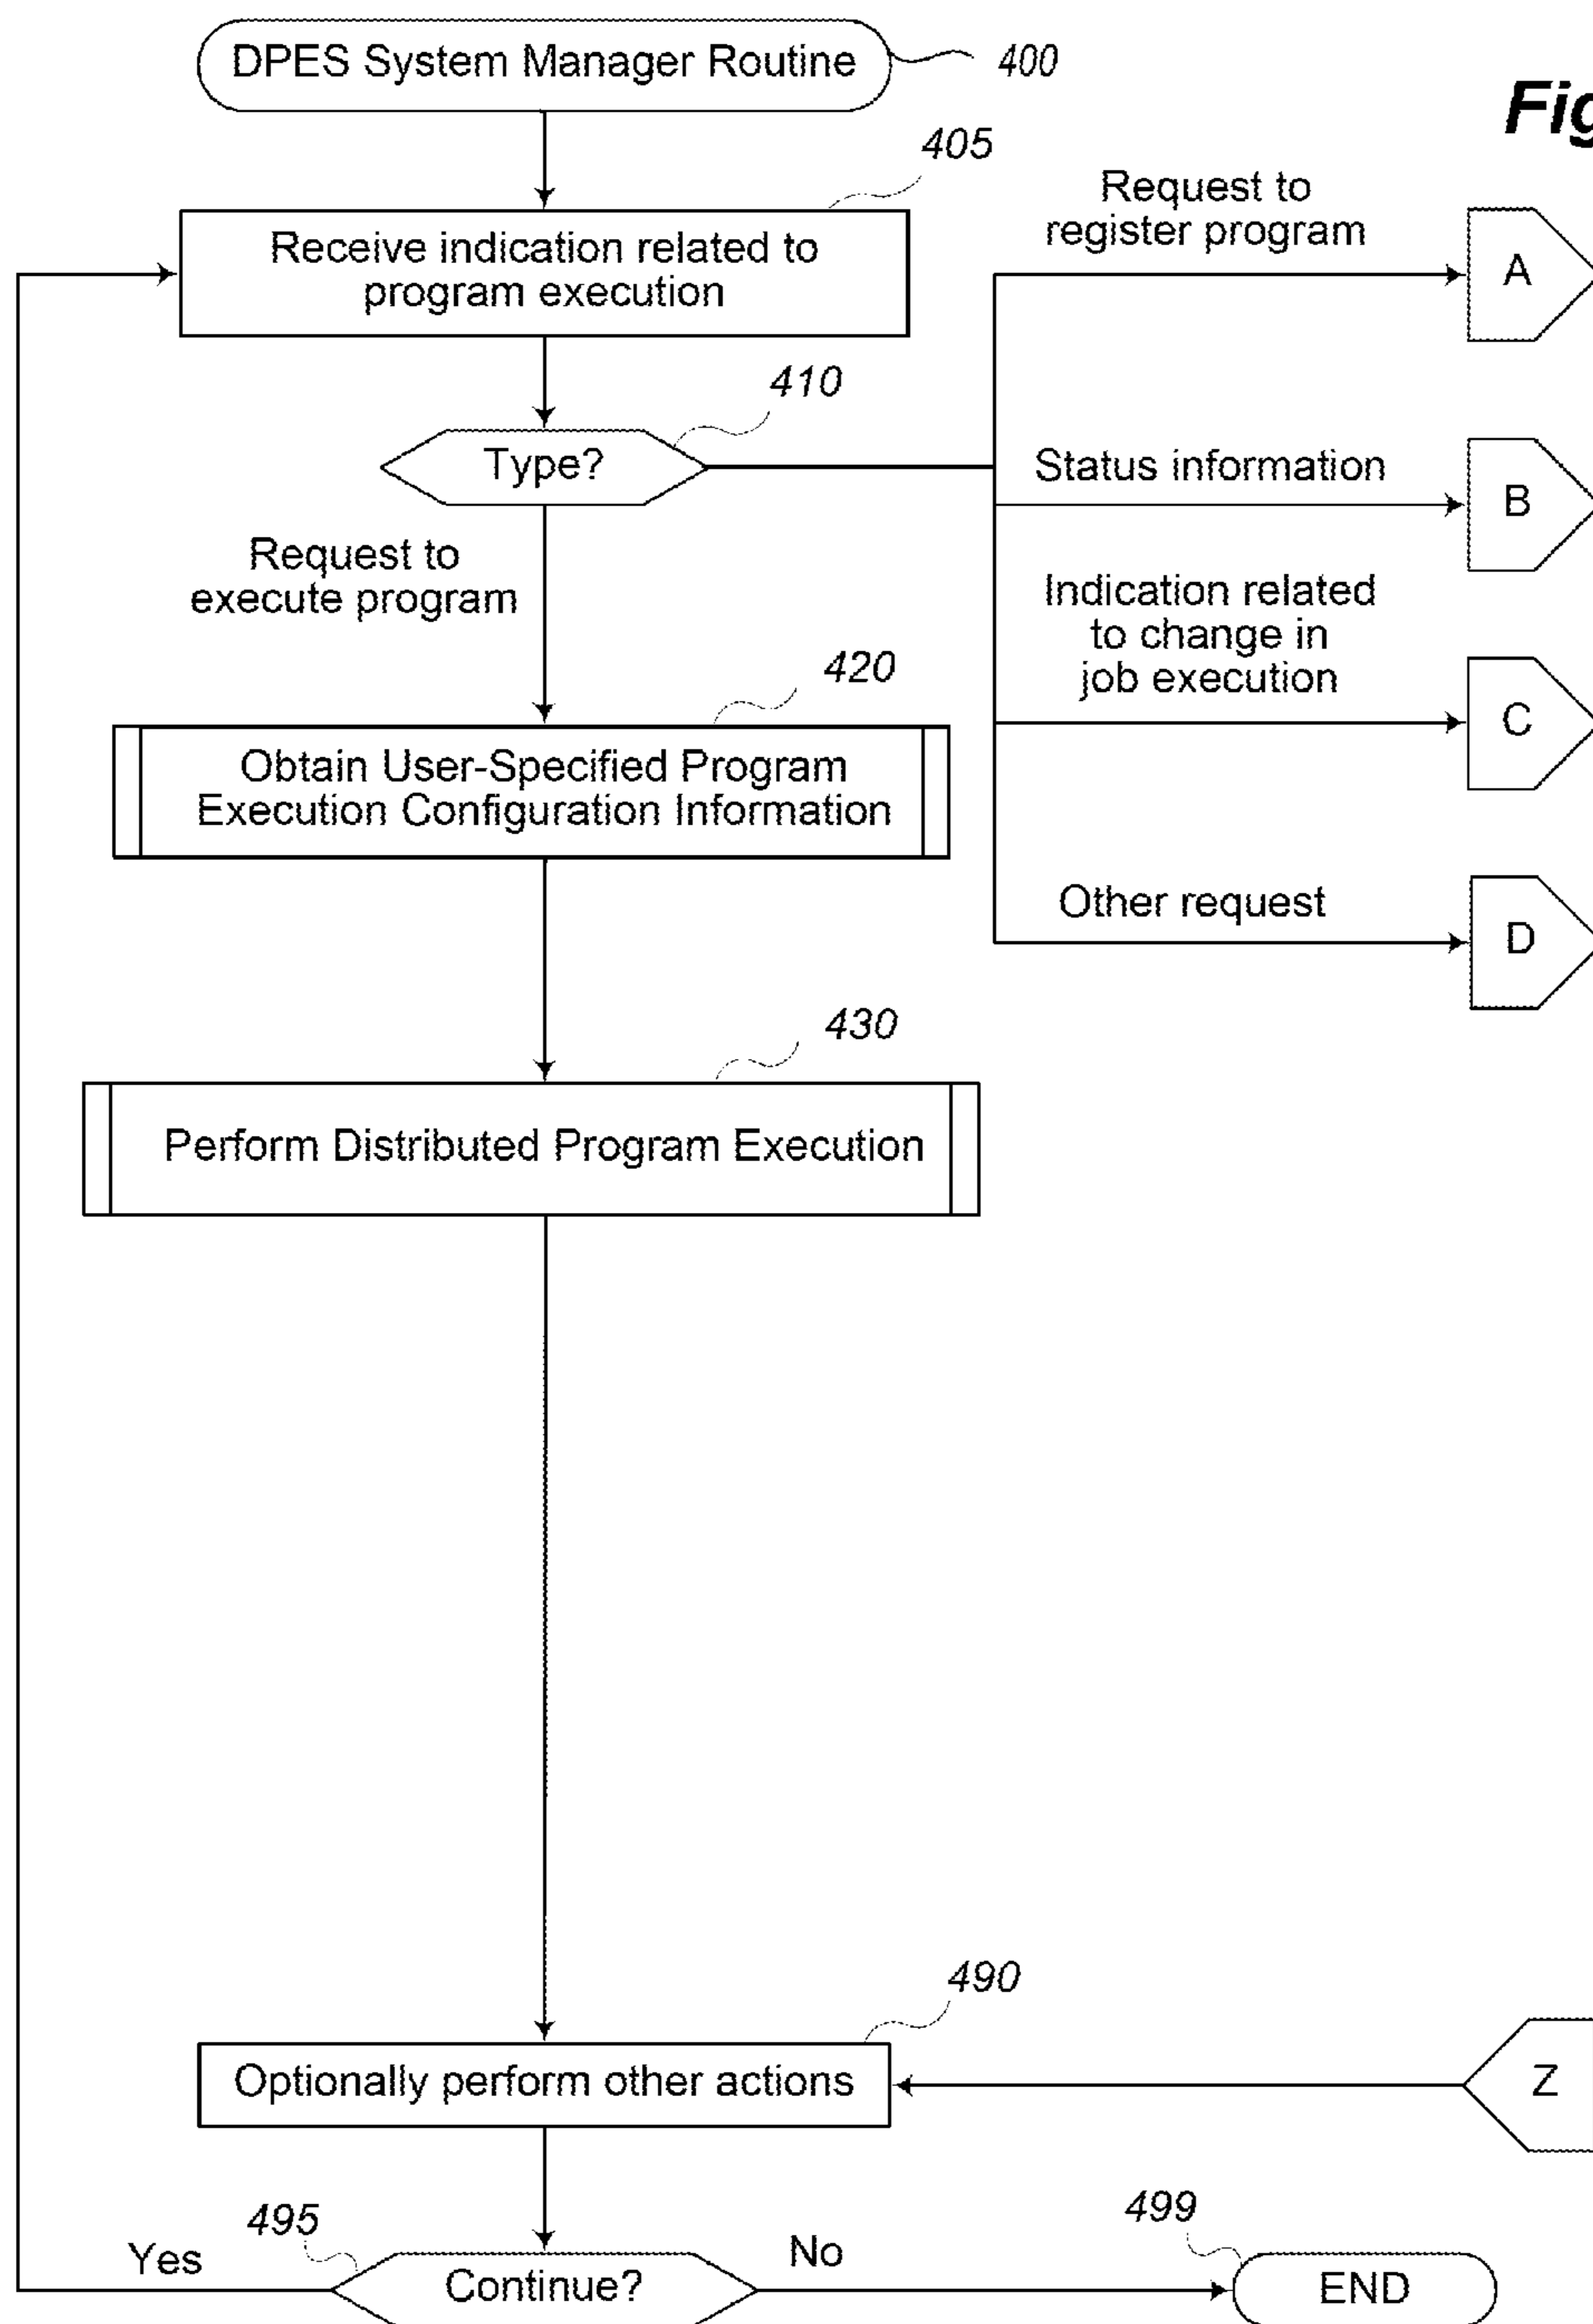 DPES System Manager Routine
400
Fig
405
Request to
register program
Receive indication related to
program execution
A
410
Type?
Status information
B
Request to
execute program
Indication related
to change in
job execution
C
420
Obtain User-Specified Program
Execution Configuration Information
Other request
D
430
Perform Distributed Program Execution
490
Optionally perform other actions
Z
495
499
Yes
Continue?
No
END